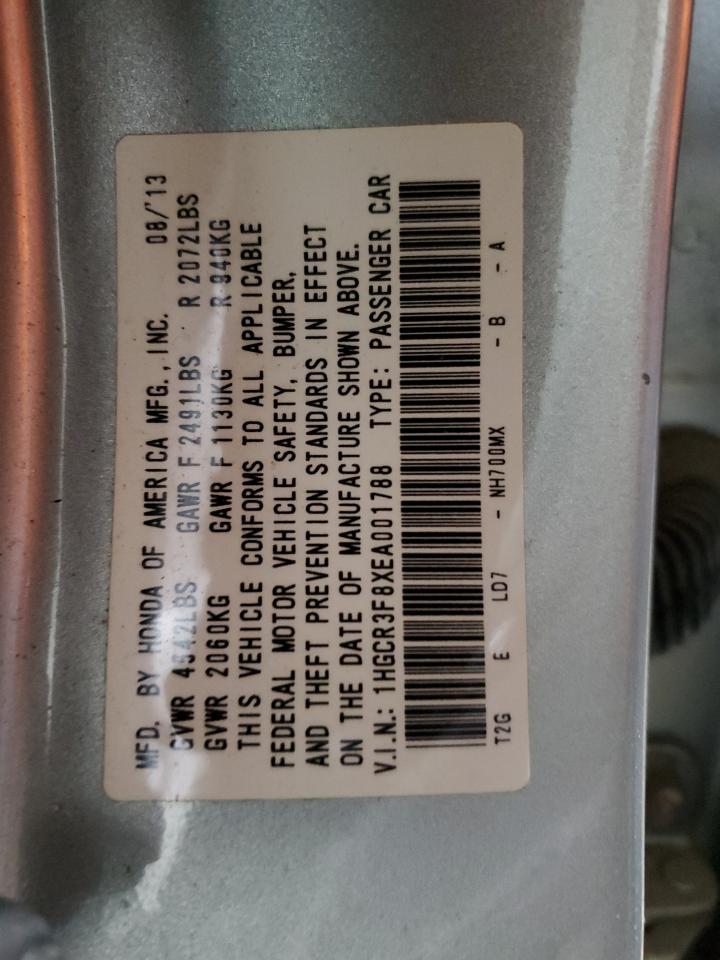 MFD. BY HONDA OF AMERICA MFG., INC. 08/'13
GVWR 4542LBS GAWR F 2491LBS R 2072LBS
GVWR 2060KG GAWR F 1130KG R 940KG
THIS VEHICLE CONFORMS TO ALL APPLICABLE
FEDERAL MOTOR VEHICLE SAFETY, BUMPER,
AND THEFT PREVENTION STANDARDS IN EFFECT
ON THE DATE OF MANUFACTURE SHOWN ABOVE.
V.I.N.: 1HGCR3F8XEA001788 TYPE: PASSENGER CAR
T2G E LD7 - NH700MX - B - A